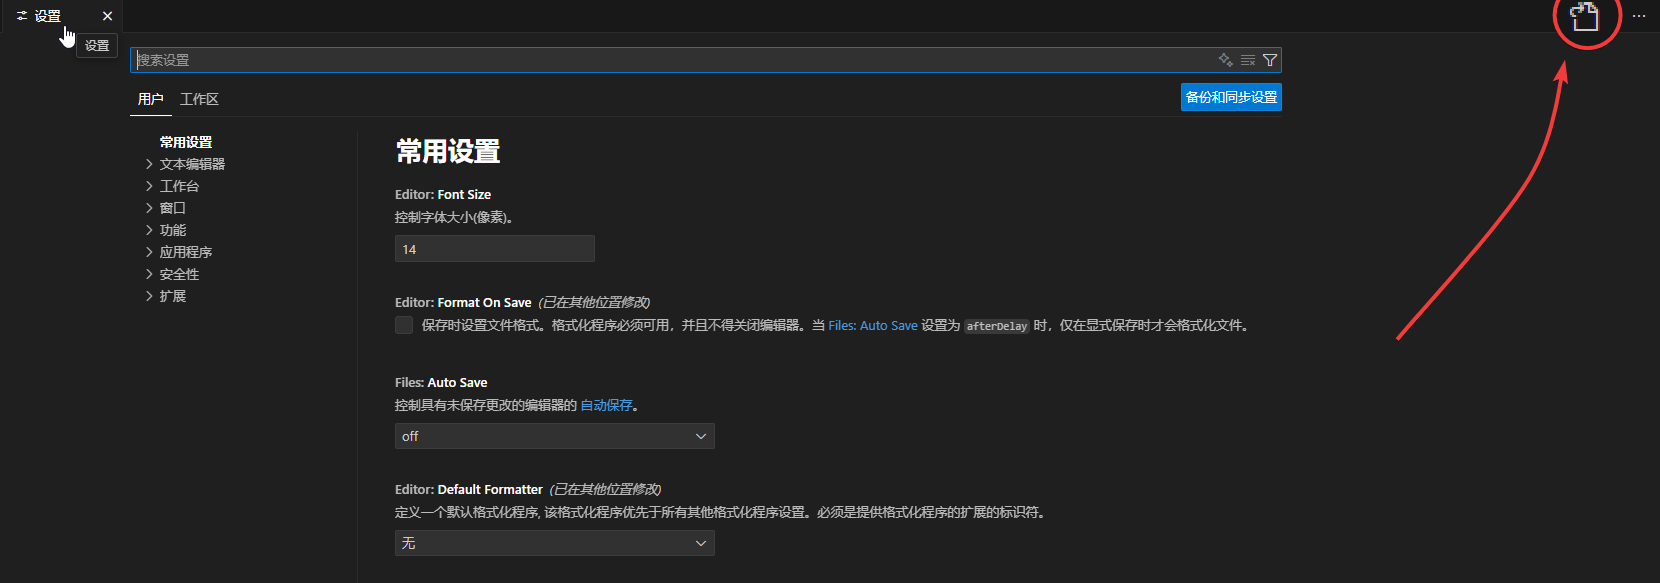 设置
设置
搜索设置
用户 工作区 备份和同步设置
常用设置
文本编辑器
工作台
窗口
功能
应用程序
安全性
扩展
常用设置
Editor: Font Size
控制字体大小(像素)。
14
Editor: Format On Save (已在其他位置修改)
保存时设置文件格式。格式化程序必须可用，并且不得关闭编辑器。当 Files: Auto Save 设置为 afterDelay 时，仅在显式保存时才会格式化文件。
Files: Auto Save
控制具有未保存更改的编辑器的 自动保存。
off
Editor: Default Formatter (已在其他位置修改)
定义一个默认格式化程序, 该格式化程序优先于所有其他格式化程序设置。必须是提供格式化程序的扩展的标识符。
无